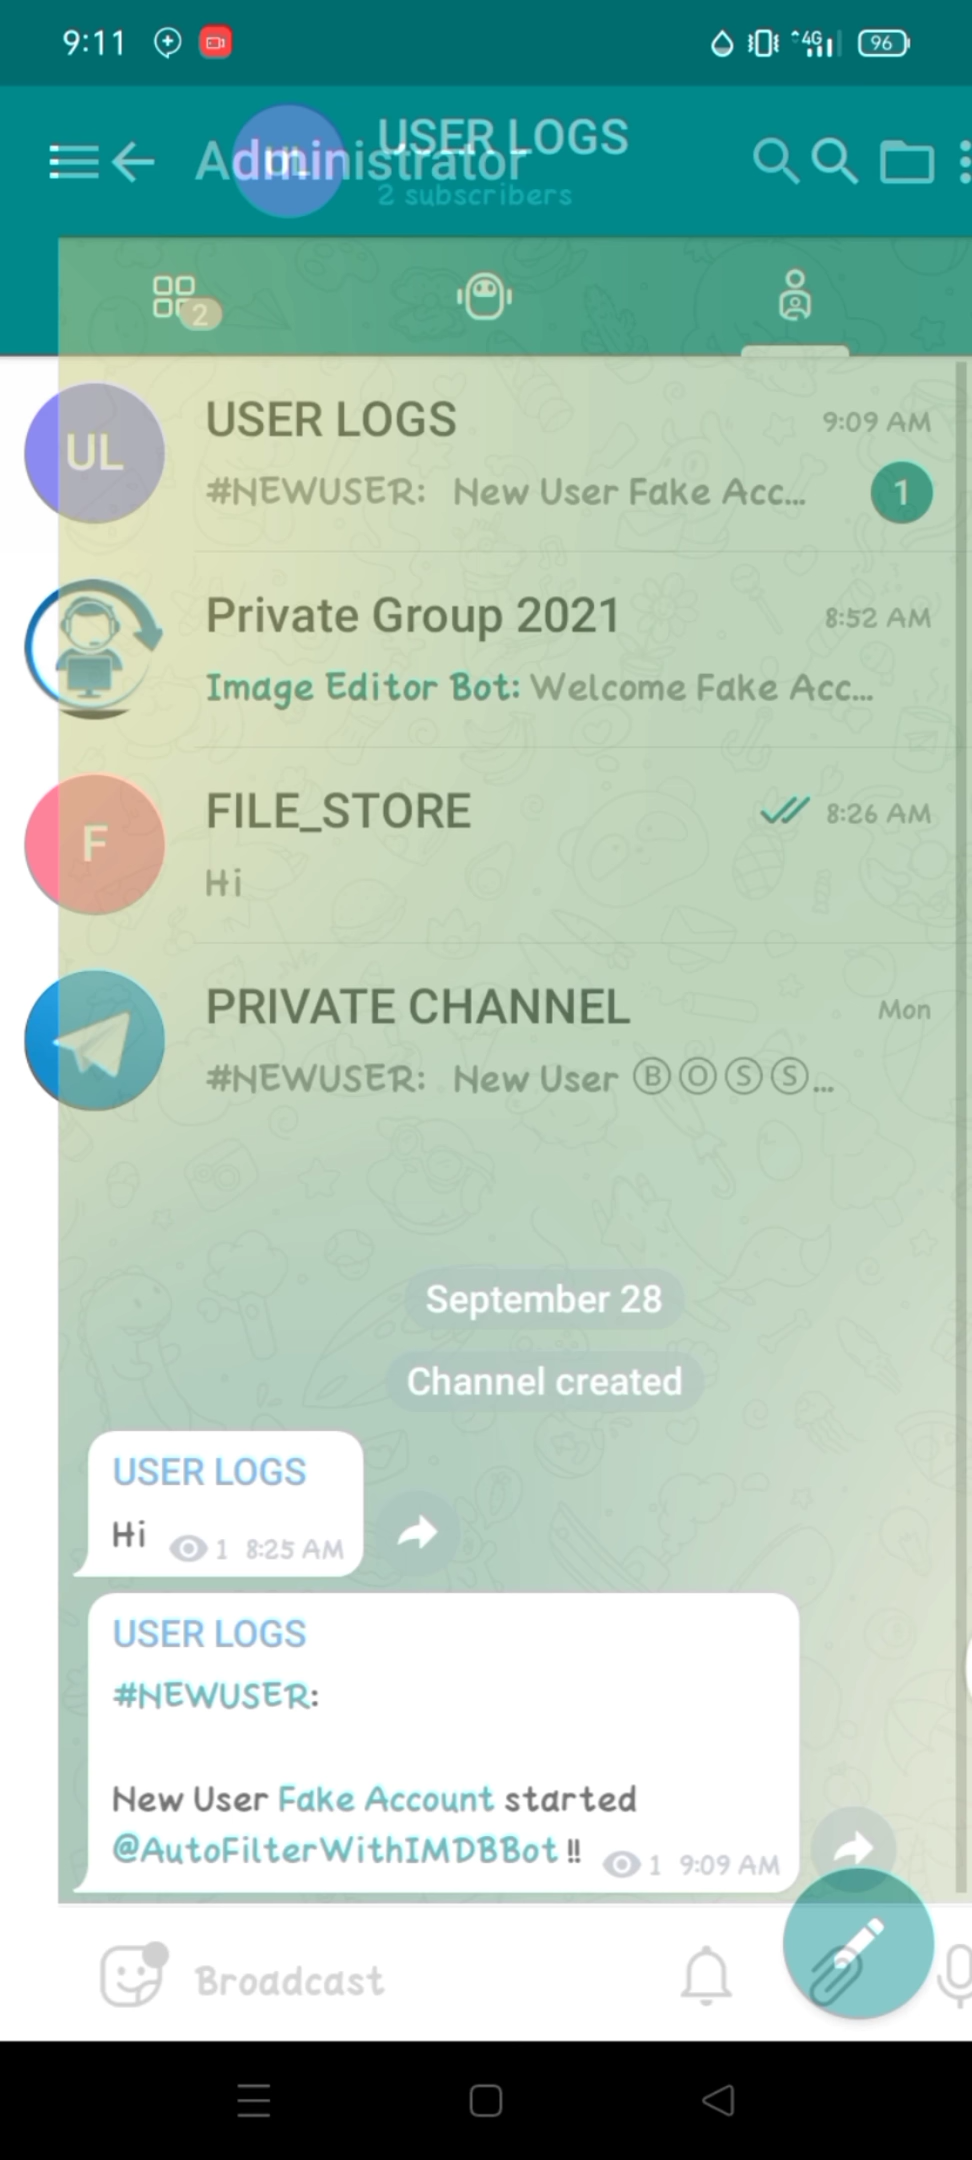 9:11
4G
96
Administrator
UL
USER LOGS
2 subscribers
2
UL
USER LOGS
9:09 AM
#NEWUSER: New User Fake Acc...
1
Private Group 2021
8:52 AM
Image Editor Bot: Welcome Fake Acc...
F
FILE_STORE
8:26 AM
Hi
PRIVATE CHANNEL
Mon
#NEWUSER: New User Ⓑ Ⓞ Ⓢ Ⓢ...
September 28
Channel created
USER LOGS
Hi 1 8:25 AM
USER LOGS
#NEWUSER:
New User Fake Account started
@AutoFilterWithIMDBBot !! 1 9:09 AM
Broadcast